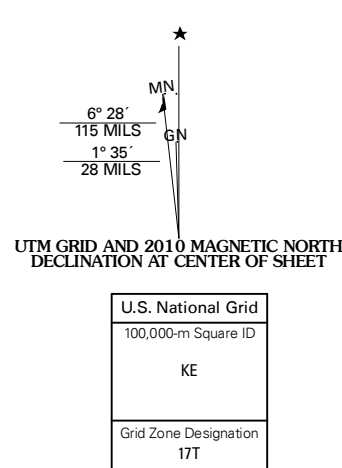 ★
MN
6° 28´
115 MILS
GN
1° 35´
28 MILS
UTM GRID AND 2010 MAGNETIC NORTH
DECLINATION AT CENTER OF SHEET
U.S. National Grid
100,000-m Square ID
KE
Grid Zone Designation
17T